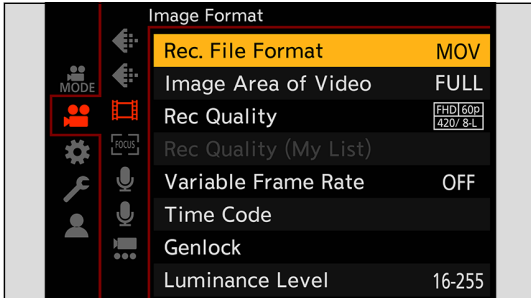 Image Format
Rec. File Format MOV
MODE
Image Area of Video FULL
Rec Quality FHD 60p
420/8-L
FOCUS
Rec Quality (My List)
Variable Frame Rate OFF
Time Code
Genlock
Luminance Level 16-255